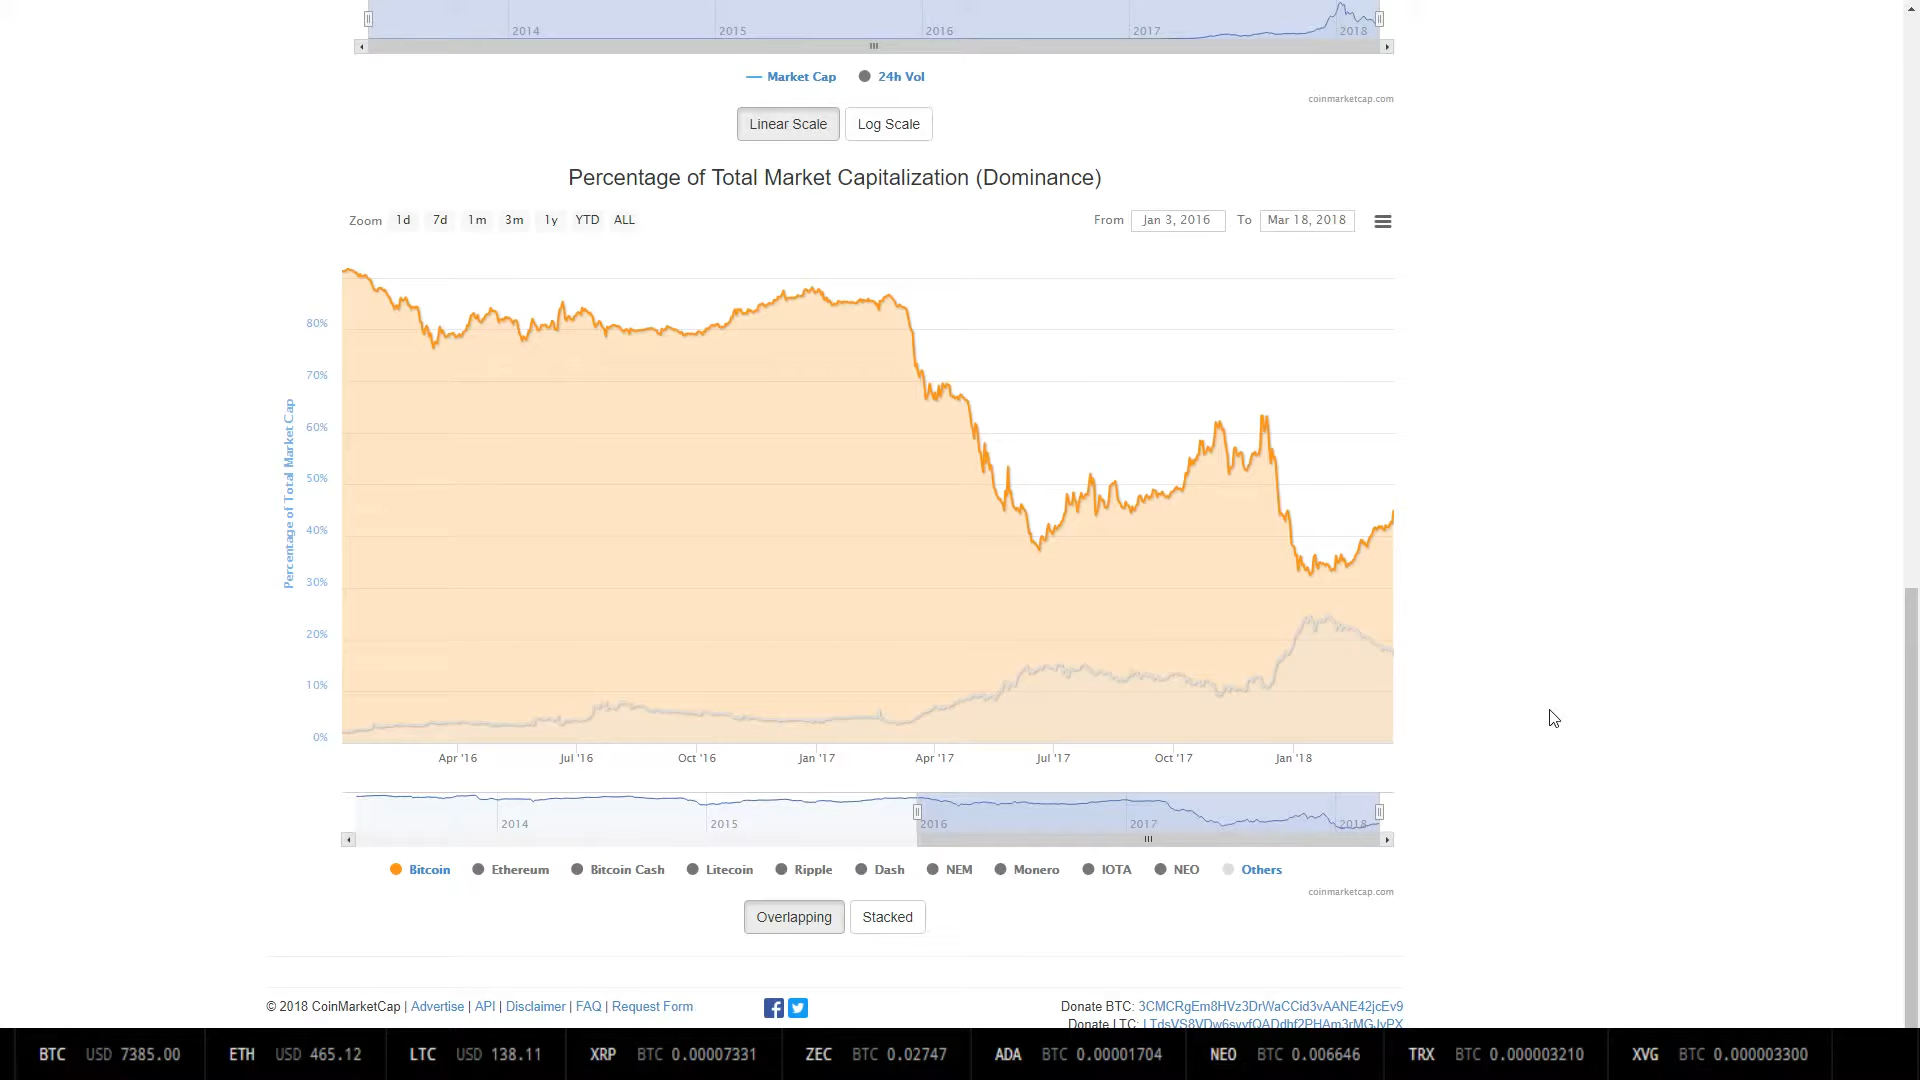 2014 2015 2016 2017 2018
Market Cap 24h Vol
coinmarketcap.com
Linear Scale Log Scale
Percentage of Total Market Capitalization (Dominance)
Zoom 1d 7d 1m 3m 1y YTD ALL From Jan 3, 2016 To Mar 18, 2018
Percentage of Total Market Cap
80%
70%
60%
50%
40%
30%
20%
10%
0%
Apr '16 Jul '16 Oct '16 Jan '17 Apr '17 Jul '17 Oct '17 Jan '18
2014 2015 2016 2017 2018
Bitcoin Ethereum Bitcoin Cash Litecoin Ripple Dash NEM Monero IOTA NEO Others
coinmarketcap.com
Overlapping Stacked
© 2018 CoinMarketCap | Advertise | API | Disclaimer | FAQ | Request Form
Donate BTC: 3CMCRgEm8HVz3DrWaCCid3vAANE42jcEv9
Donate LTC:
BTC USD 7385.00 ETH USD 465.12 LTC USD 138.11 XRP BTC 0.00007331 ZEC BTC 0.02747 ADA BTC 0.00001704 NEO BTC 0.006646 TRX BTC 0.000003210 XVG BTC 0.000003300